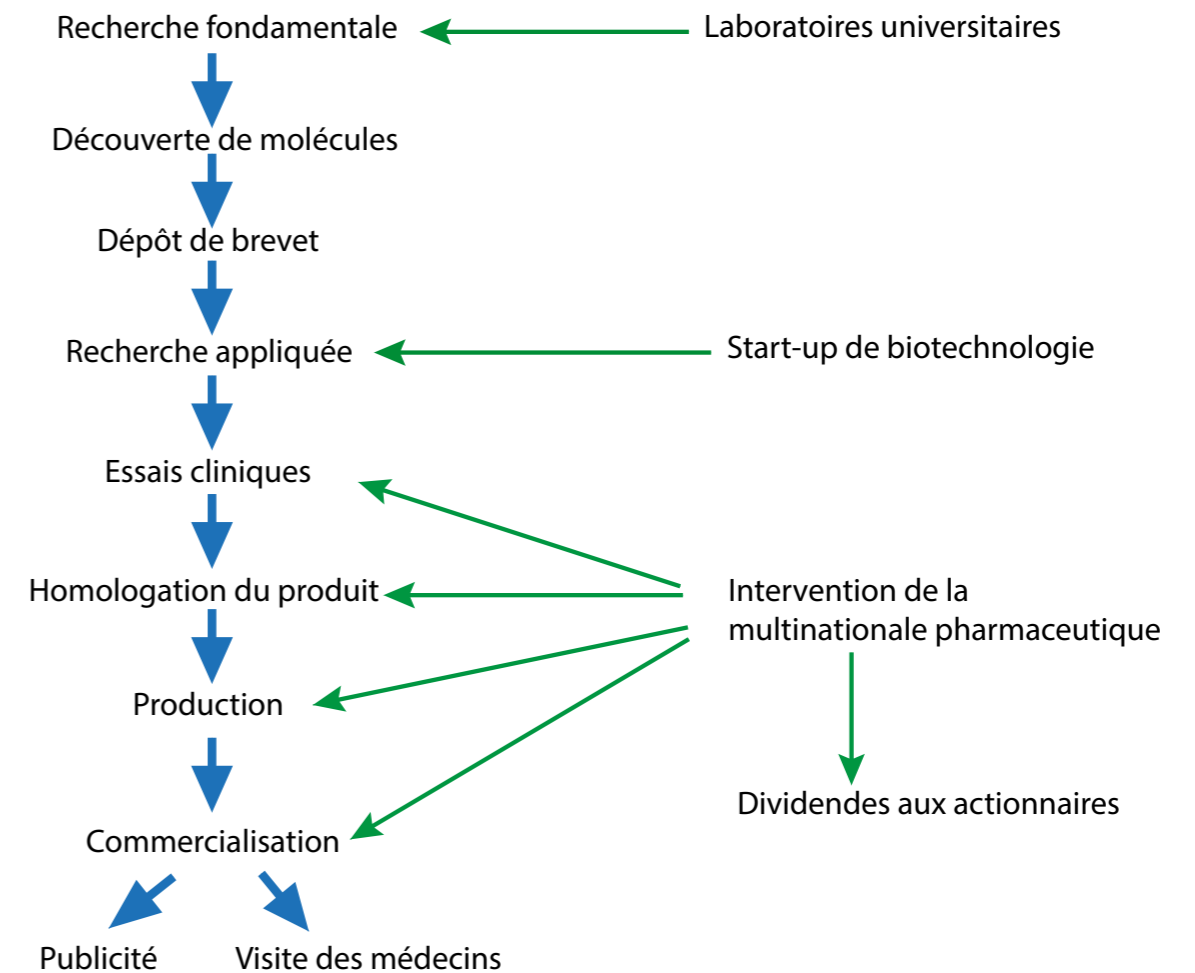 Recherche fondamentale
Laboratoires universitaires
Découverte de molécules
Dépôt de brevet
Recherche appliquée
Start-up de biotechnologie
Essais cliniques
Homologation du produit
Intervention de la
multinationale pharmaceutique
Production
Dividendes aux actionnaires
Commercialisation
Publicité
Visite des médecins